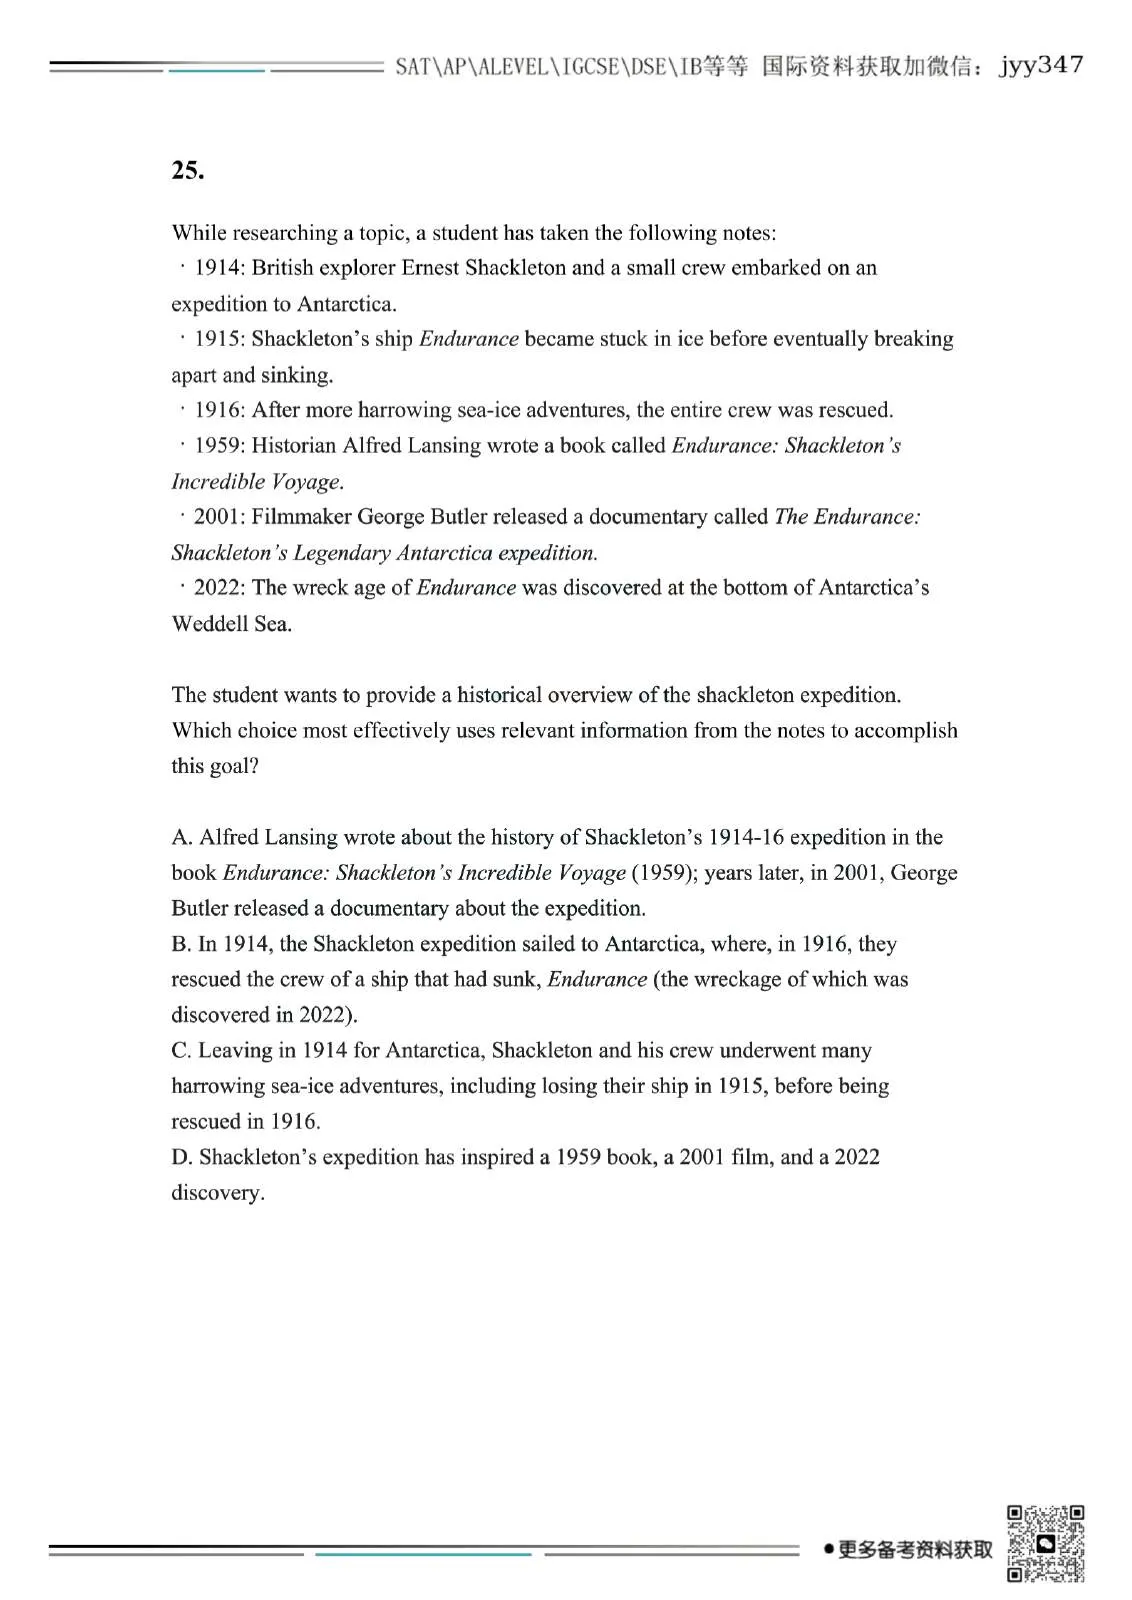 SAT\AP\ALEVEL\IGCSE\DSE\IB等等 国际资料获取加微信：jyy347
25.
While researching a topic, a student has taken the following notes:
· 1914: British explorer Ernest Shackleton and a small crew embarked on an
expedition to Antarctica.
· 1915: Shackleton’s ship Endurance became stuck in ice before eventually breaking
apart and sinking.
· 1916: After more harrowing sea-ice adventures, the entire crew was rescued.
· 1959: Historian Alfred Lansing wrote a book called Endurance: Shackleton’s
Incredible Voyage.
· 2001: Filmmaker George Butler released a documentary called The Endurance:
Shackleton’s Legendary Antarctica expedition.
· 2022: The wreck age of Endurance was discovered at the bottom of Antarctica’s
Weddell Sea.
The student wants to provide a historical overview of the shackleton expedition.
Which choice most effectively uses relevant information from the notes to accomplish
this goal?
A. Alfred Lansing wrote about the history of Shackleton’s 1914-16 expedition in the
book Endurance: Shackleton’s Incredible Voyage (1959); years later, in 2001, George
Butler released a documentary about the expedition.
B. In 1914, the Shackleton expedition sailed to Antarctica, where, in 1916, they
rescued the crew of a ship that had sunk, Endurance (the wreckage of which was
discovered in 2022).
C. Leaving in 1914 for Antarctica, Shackleton and his crew underwent many
harrowing sea-ice adventures, including losing their ship in 1915, before being
rescued in 1916.
D. Shackleton’s expedition has inspired a 1959 book, a 2001 film, and a 2022
discovery.
●更多备考资料获取